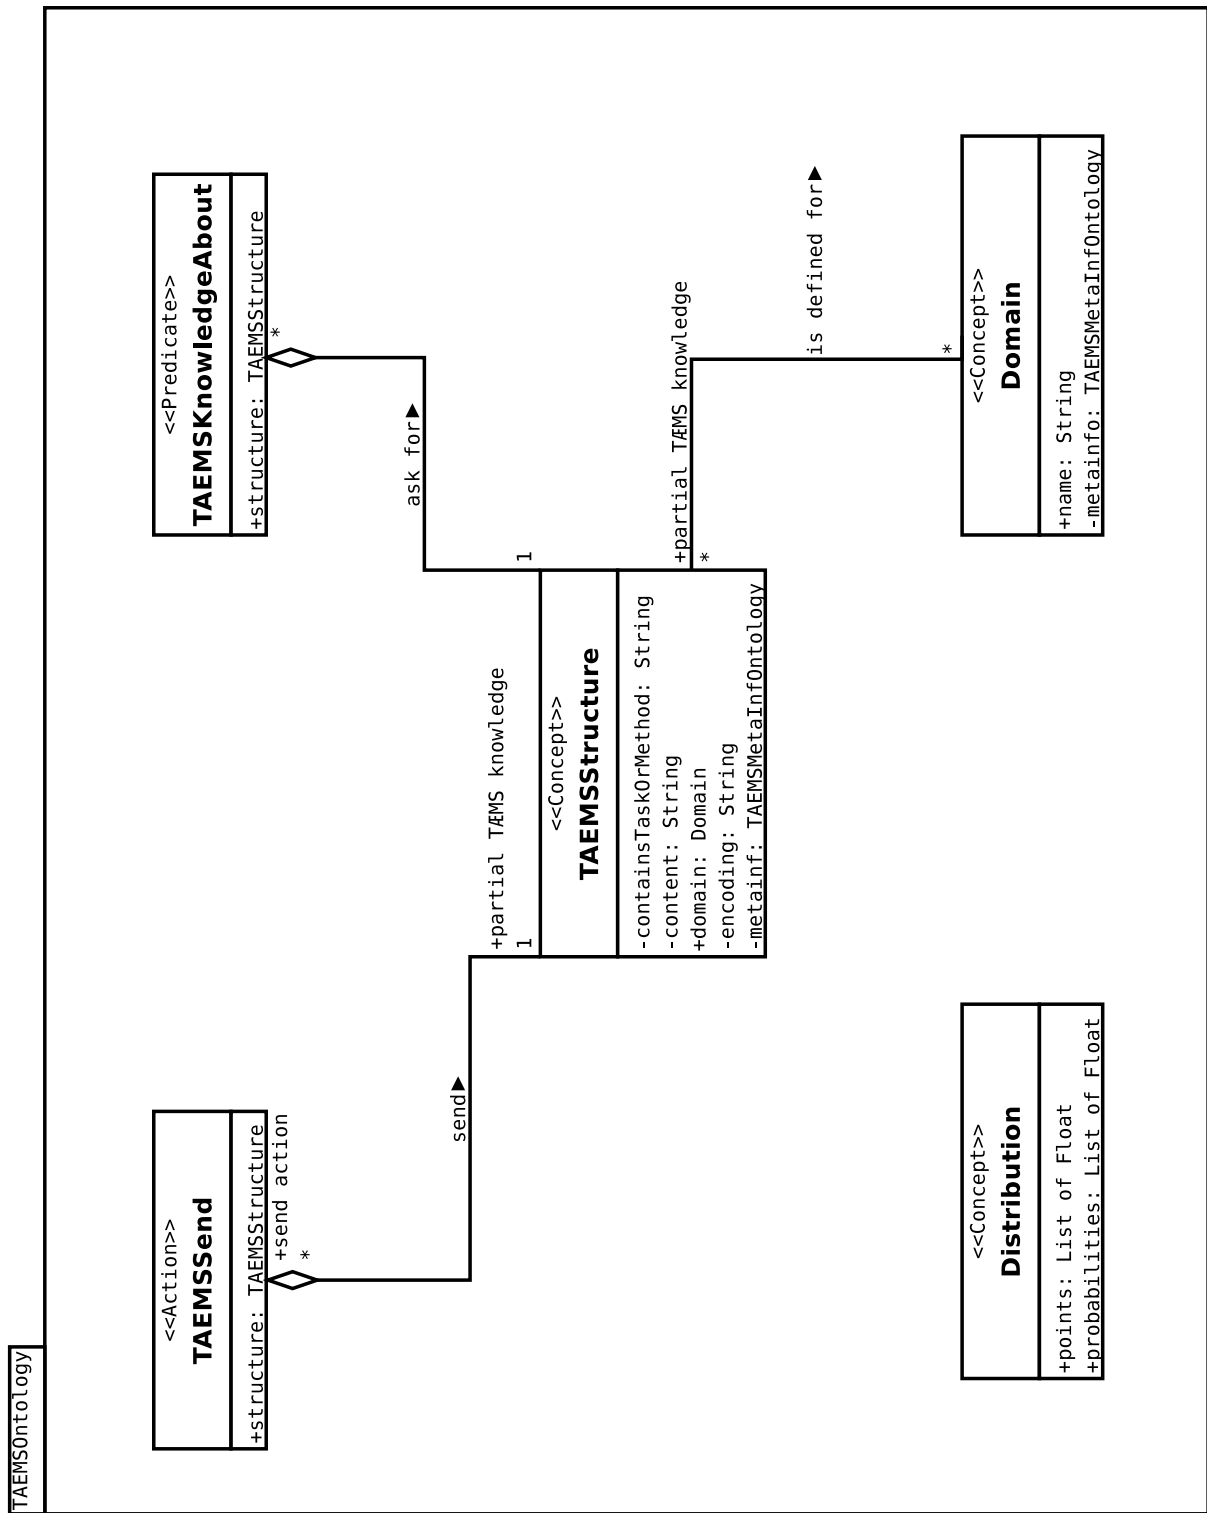 TAEMSOntology
<<Action>>
TAEMSSend
+structure: TAEMSStructure
+send action
*
<<Predicate>>
TAEMSKnowledgeAbout
+structure: TAEMSStructure
*
ask for▶
send▶
+partial TÆMS knowledge
1
1
<<Concept>>
TAEMSStructure
-containsTaskOrMethod: String
-content: String
+domain: Domain
-encoding: String
-metainf: TAEMSMetaInfOntology
+partial TÆMS knowledge
*
is defined for▶
*
<<Concept>>
Distribution
+points: List of Float
+probabilities: List of Float
<<Concept>>
Domain
+name: String
-metainfo: TAEMSMetaInfOntology